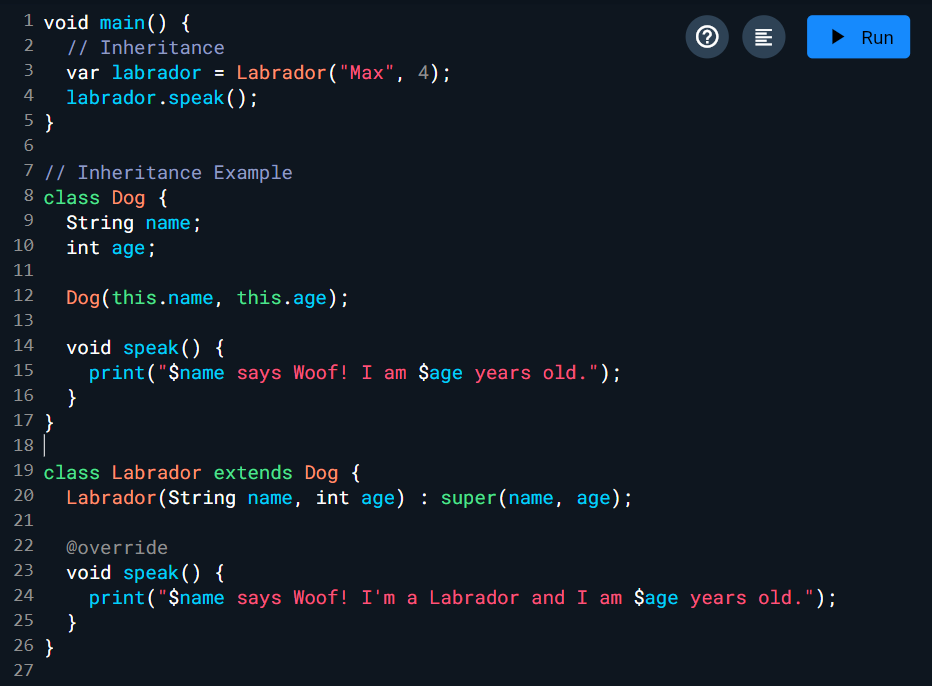 1 void main() {
2   // Inheritance
3   var labrador = Labrador("Max", 4);
4   labrador.speak();
5 }
6
7 // Inheritance Example
8 class Dog {
9   String name;
10   int age;
11
12   Dog(this.name, this.age);
13
14   void speak() {
15     print("$name says Woof! I am $age years old.");
16   }
17 }
18
19 class Labrador extends Dog {
20   Labrador(String name, int age) : super(name, age);
21
22   @override
23   void speak() {
24     print("$name says Woof! I'm a Labrador and I am $age years old.");
25   }
26 }
27
Run